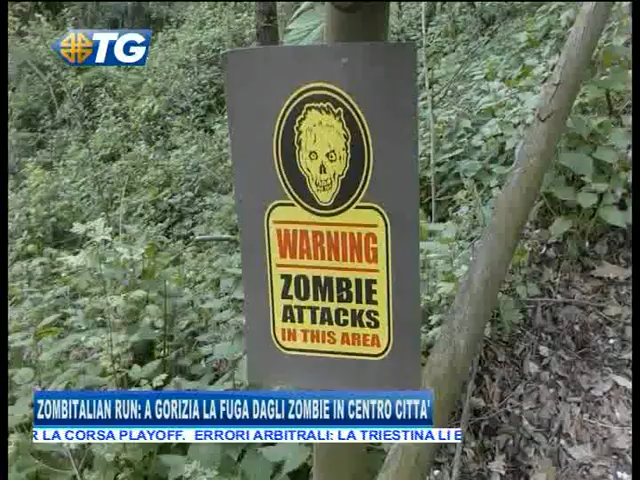 TG
WARNING
ZOMBIE
ATTACKS
IN THIS AREA
ZOMBITALIAN RUN: A GORIZIA LA FUGA DAGLI ZOMBIE IN CENTRO CITTA'
R LA CORSA PLAYOFF. ERRORI ARBITRALI: LA TRIESTINA LI E